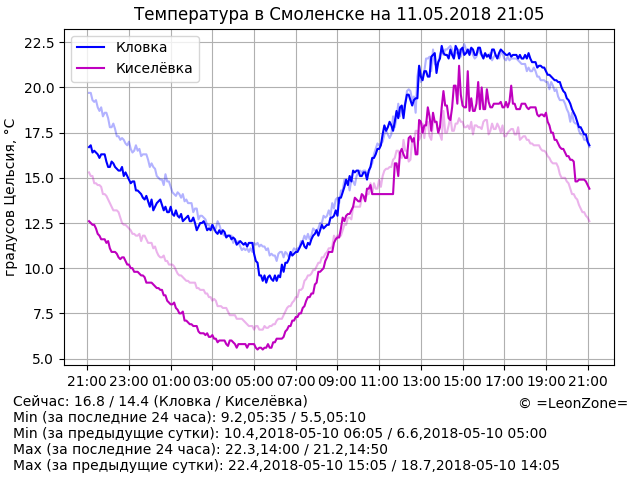 Температура в Смоленске на 11.05.2018 21:05
Кловка
Киселёвка
градусов Цельсия, °C
22.5
20.0
17.5
15.0
12.5
10.0
7.5
5.0
21:00 23:00 01:00 03:00 05:00 07:00 09:00 11:00 13:00 15:00 17:00 19:00 21:00
Сейчас: 16.8 / 14.4 (Кловка / Киселёвка)
© =LeonZone=
Min (за последние 24 часа): 9.2,05:35 / 5.5,05:10
Min (за предыдущие сутки): 10.4,2018-05-10 06:05 / 6.6,2018-05-10 05:00
Max (за последние 24 часа): 22.3,14:00 / 21.2,14:50
Max (за предыдущие сутки): 22.4,2018-05-10 15:05 / 18.7,2018-05-10 14:05